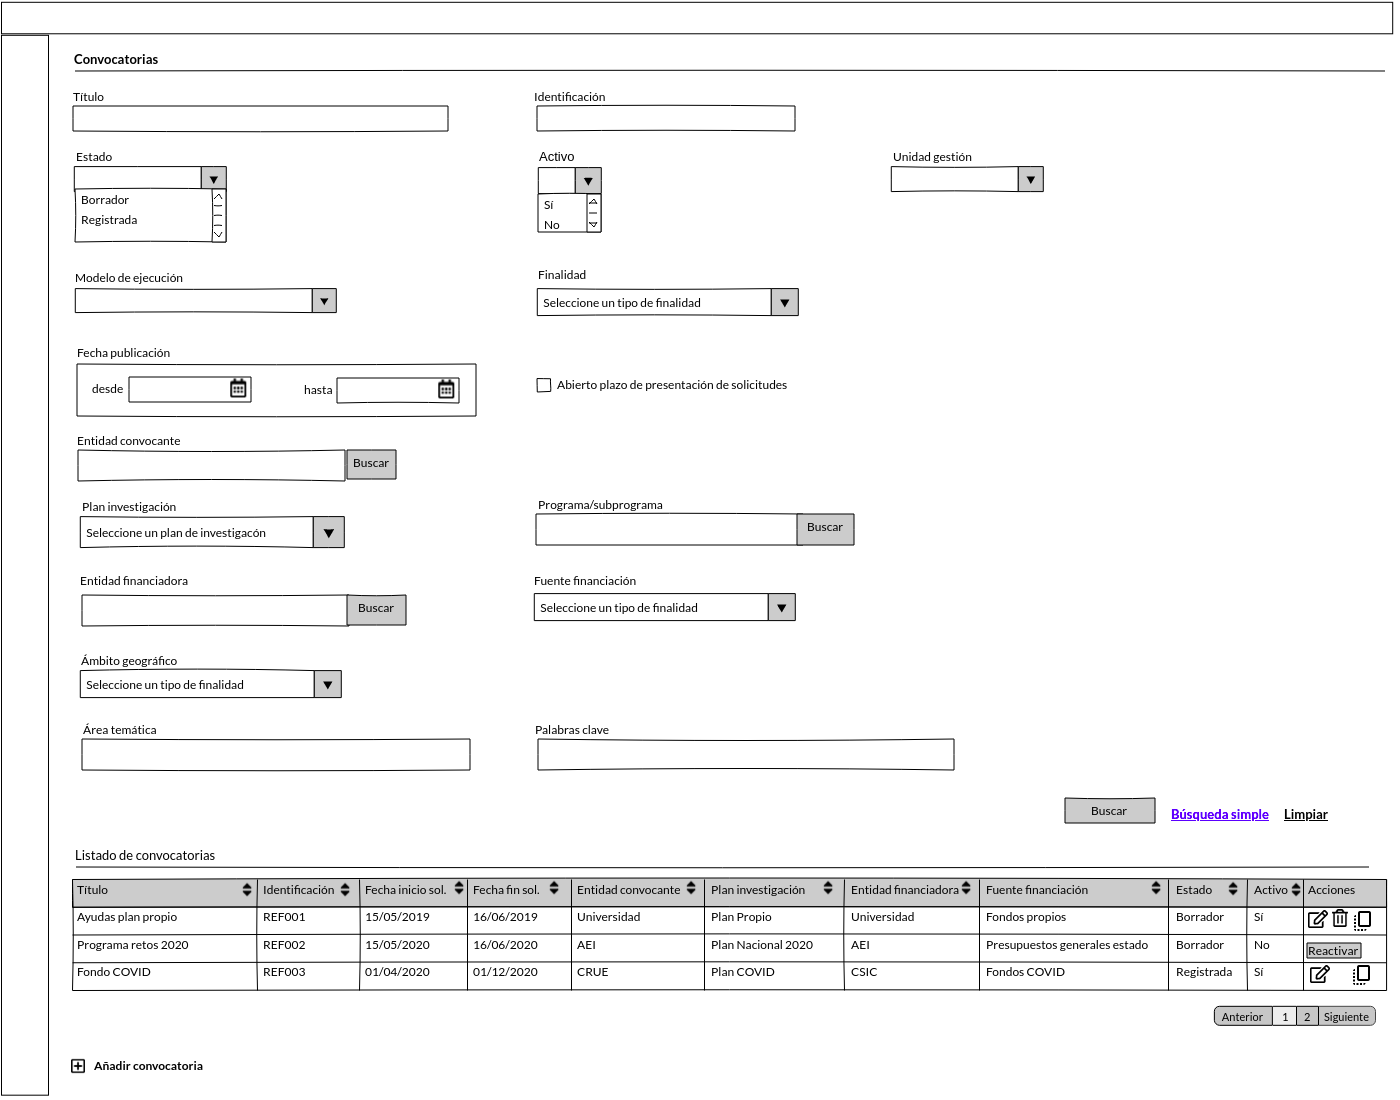 Convocatorias
Título
Identificación
Estado
Activo
Unidad gestión
Borrador
Registrada
Sí
No
Modelo de ejecución
Finalidad
Seleccione un tipo de finalidad
Fecha publicación
desde
hasta
Abierto plazo de presentación de solicitudes
Entidad convocante
Buscar
Plan investigación
Programa/subprograma
Seleccione un plan de investigacón
Buscar
Entidad financiadora
Fuente financiación
Buscar
Seleccione un tipo de finalidad
Ámbito geográfico
Seleccione un tipo de finalidad
Área temática
Palabras clave
Buscar
Búsqueda simple
Limpiar
Listado de convocatorias
Título Identificación Fecha inicio sol. Fecha fin sol. Entidad convocante Plan investigación Entidad financiadora Fuente financiación Estado Activo Acciones
Ayudas plan propio REF001 15/05/2019 16/06/2019 Universidad Plan Propio Universidad Fondos propios Borrador Sí
Programa retos 2020 REF002 15/05/2020 16/06/2020 AEI Plan Nacional 2020 AEI Presupuestos generales estado Borrador No Reactivar
Fondo COVID REF003 01/04/2020 01/12/2020 CRUE Plan COVID CSIC Fondos COVID Registrada Sí
Anterior 1 2 Siguiente
Añadir convocatoria